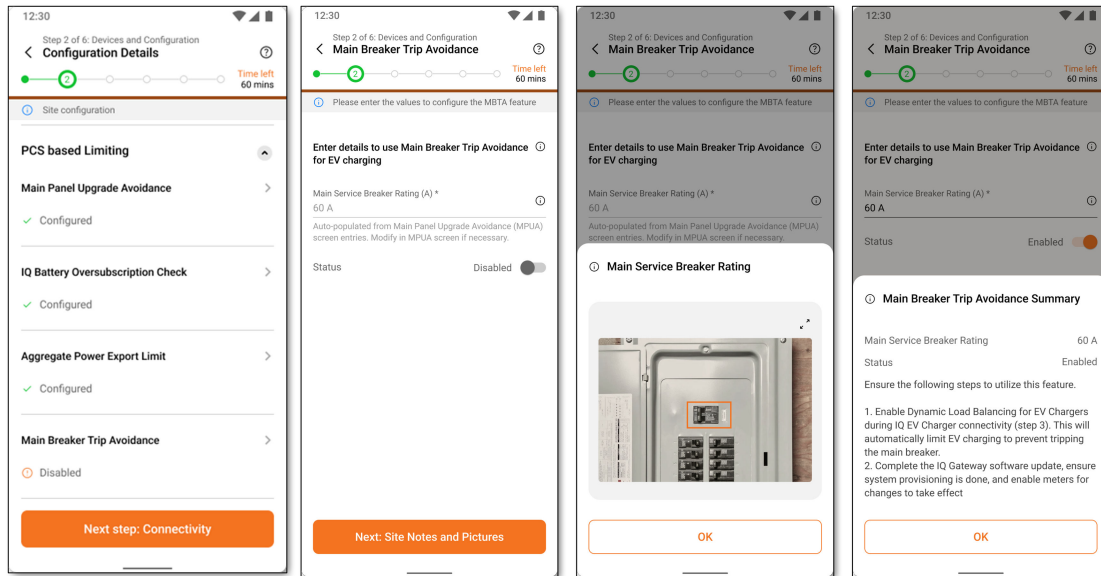 12:30
Step 2 of 6: Devices and Configuration
Configuration Details
2
Time left
60 mins
Site configuration
PCS based Limiting
Main Panel Upgrade Avoidance
Configured
IQ Battery Oversubscription Check
Configured
Aggregate Power Export Limit
Configured
Main Breaker Trip Avoidance
Disabled
Next step: Connectivity
12:30
Step 2 of 6: Devices and Configuration
Main Breaker Trip Avoidance
2
Time left
60 mins
Please enter the values to configure the MBTA feature
Enter details to use Main Breaker Trip Avoidance
for EV charging
Main Service Breaker Rating (A) *
60 A
Auto-populated from Main Panel Upgrade Avoidance (MPUA)
screen entries. Modify in MPUA screen if necessary.
Status Disabled
Next: Site Notes and Pictures
12:30
Step 2 of 6: Devices and Configuration
Main Breaker Trip Avoidance
2
Time left
60 mins
Please enter the values to configure the MBTA feature
Enter details to use Main Breaker Trip Avoidance
for EV charging
Main Service Breaker Rating (A) *
60 A
Auto-populated from Main Panel Upgrade Avoidance (MPUA)
screen entries. Modify in MPUA screen if necessary.
Main Service Breaker Rating
OK
12:30
Step 2 of 6: Devices and Configuration
Main Breaker Trip Avoidance
2
Time left
60 mins
Please enter the values to configure the MBTA feature
Enter details to use Main Breaker Trip Avoidance
for EV charging
Main Service Breaker Rating (A) *
60 A
Status Enabled
Main Breaker Trip Avoidance Summary
Main Service Breaker Rating 60 A
Status Enabled
Ensure the following steps to utilize this feature.
1. Enable Dynamic Load Balancing for EV Chargers
during IQ EV Charger connectivity (step 3). This will
automatically limit EV charging to prevent tripping
the main breaker.
2. Complete the IQ Gateway software update, ensure
system provisioning is done, and enable meters for
changes to take effect
OK